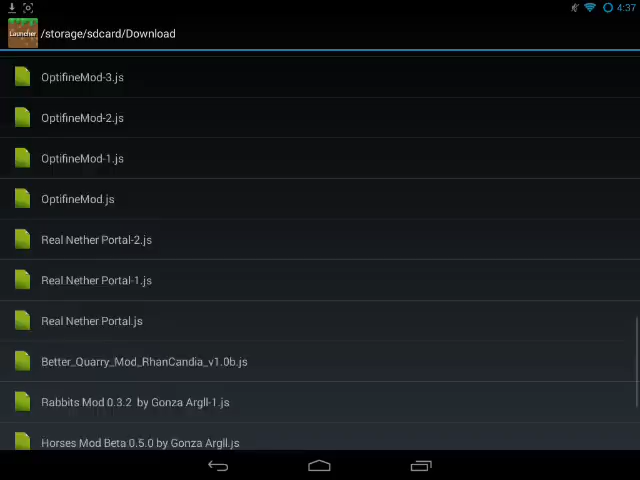 4:37
Launcher /storage/sdcard/Download
OptifineMod-3.js
OptifineMod-2.js
OptifineMod-1.js
OptifineMod.js
Real Nether Portal-2.js
Real Nether Portal-1.js
Real Nether Portal.js
Better_Quarry_Mod_RhanCandia_v1.0b.js
Rabbits Mod 0.3.2  by Gonza Argll-1.js
Horses Mod Beta 0.5.0 by Gonza Argll.js